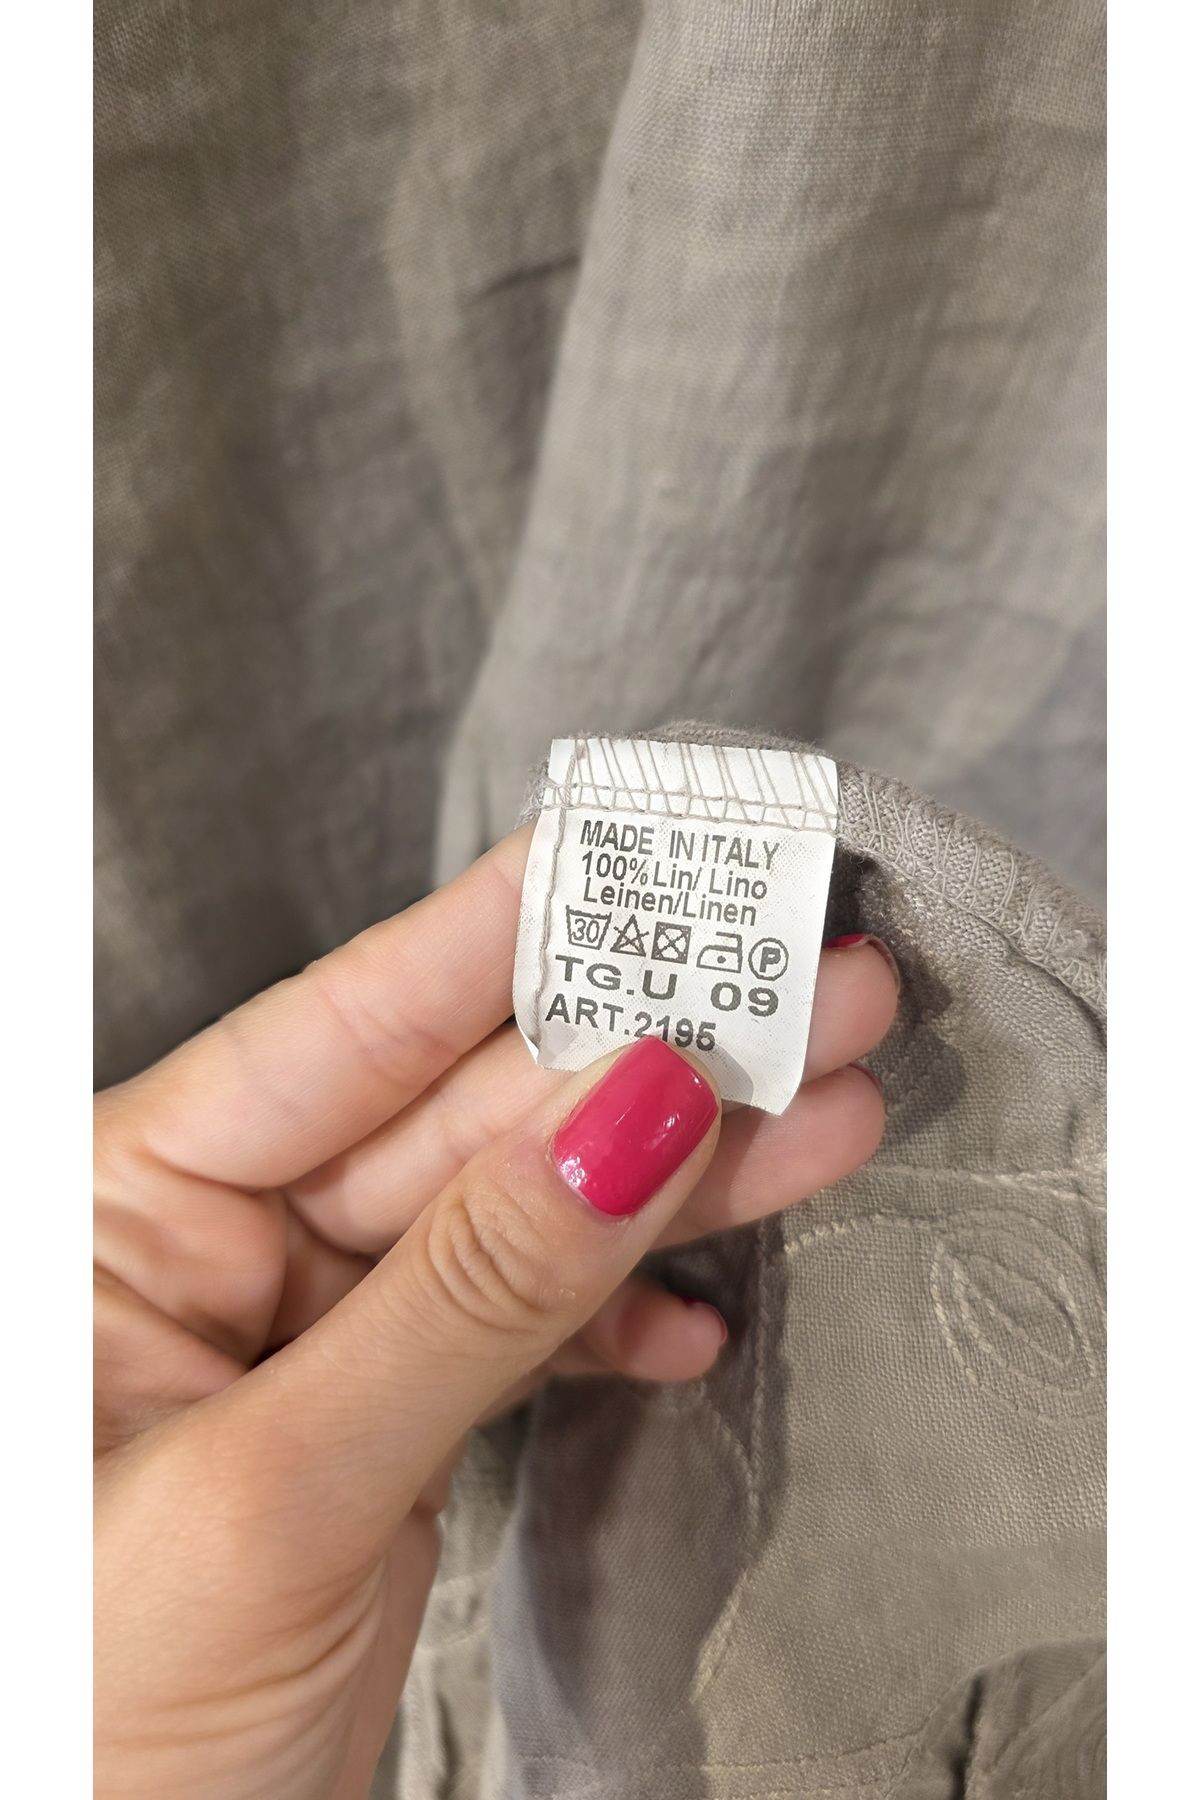 MADE IN ITALY
100% Lin/ Lino
Leinen/Linen
30 P
TG.U 09
ART.2195